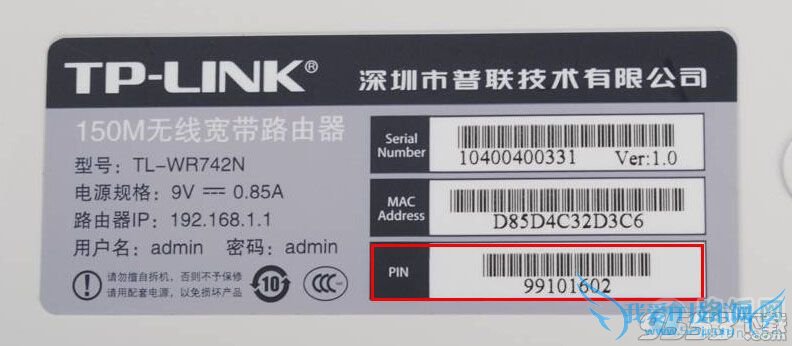 TP-LINK® 深圳市普联技术有限公司
150M无线宽带路由器
型号：TL-WR742N
电源规格：9V 0.85A
路由器IP：192.168.1.1
用户名：admin 密码：admin
请勿擅自拆机，否则不予保修
请用配套电源，以免损坏产品
10
CCC
Serial
Number
10400400331 Ver:1.0
MAC
Address
D85D4C32D3C6
PIN
99101602